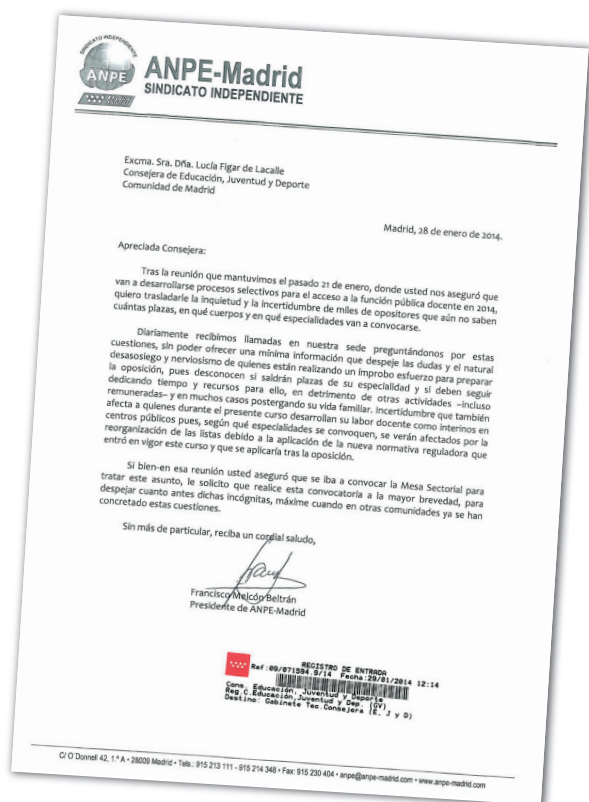 SINDICATO INDEPENDIENTE
ANPE
Madrid
ANPE-Madrid
SINDICATO INDEPENDIENTE
Excma. Sra. Dña. Lucía Figar de Lacalle
Consejera de Educación, Juventud y Deporte
Comunidad de Madrid
Madrid, 28 de enero de 2014.
Apreciada Consejera:
Tras la reunión que mantuvimos el pasado 21 de enero, donde usted nos aseguró que
van a desarrollarse procesos selectivos para el acceso a la función pública docente en 2014,
quiero trasladarle la inquietud y la incertidumbre de miles de opositores que aún no saben
cuántas plazas, en qué cuerpos y en qué especialidades van a convocarse.
Diariamente recibimos llamadas en nuestra sede preguntándonos por estas
cuestiones, sin poder ofrecer una mínima información que despeje las dudas y el natural
desasosiego y nerviosismo de quienes están realizando un ímprobo esfuerzo para preparar
la oposición, pues desconocen si saldrán plazas de su especialidad y si deben seguir
dedicando tiempo y recursos para ello, en detrimento de otras actividades –incluso
remuneradas– y en muchos casos postergando su vida familiar. Incertidumbre que también
afecta a quienes durante el presente curso desarrollan su labor docente como interinos en
centros públicos pues, según qué especialidades se convoquen, se verán afectados por la
reorganización de las listas debido a la aplicación de la nueva normativa reguladora que
entró en vigor este curso y que se aplicaría tras la oposición.
Si bien en esa reunión usted aseguró que se iba a convocar la Mesa Sectorial para
tratar este asunto, le solicito que realice esta convocatoria a la mayor brevedad, para
despejar cuanto antes dichas incógnitas, máxime cuando en otras comunidades ya se han
concretado estas cuestiones.
Sin más de particular, reciba un cordial saludo,
Francisco Melcón Beltrán
Presidente de ANPE-Madrid
REGISTRO DE ENTRADA
Ref:09/071594.9/14 Fecha:29/01/2014 12:14
Cons. Educación, Juventud y Deporte
Reg.C.Educación,Juventud y Dep. (GV)
Destino: Gabinete Tec.Consejera (E. J y D)
C/ O'Donnell 42, 1.º A • 28009 Madrid • Tels.: 915 213 111 - 915 214 348 • Fax: 915 230 404 • anpe@anpe-madrid.com • www.anpe-madrid.com